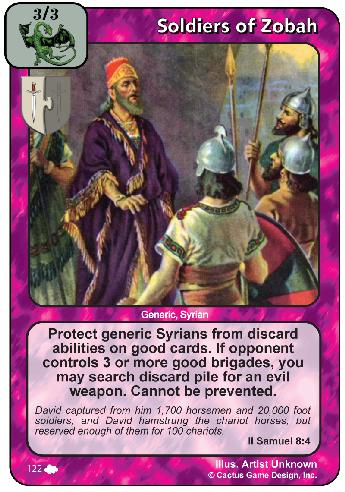 3/3
Soldiers of Zobah
Generic, Syrian
Protect generic Syrians from discard
abilities on good cards. If opponent
controls 3 or more good brigades, you
may search discard pile for an evil
weapon. Cannot be prevented.
David captured from him 1,700 horsemen and 20,000 foot
soldiers, and David hamstrung the chariot horses, but
reserved enough of them for 100 chariots.
II Samuel 8:4
122
Illus. Artist Unknown
© Cactus Game Design, Inc.